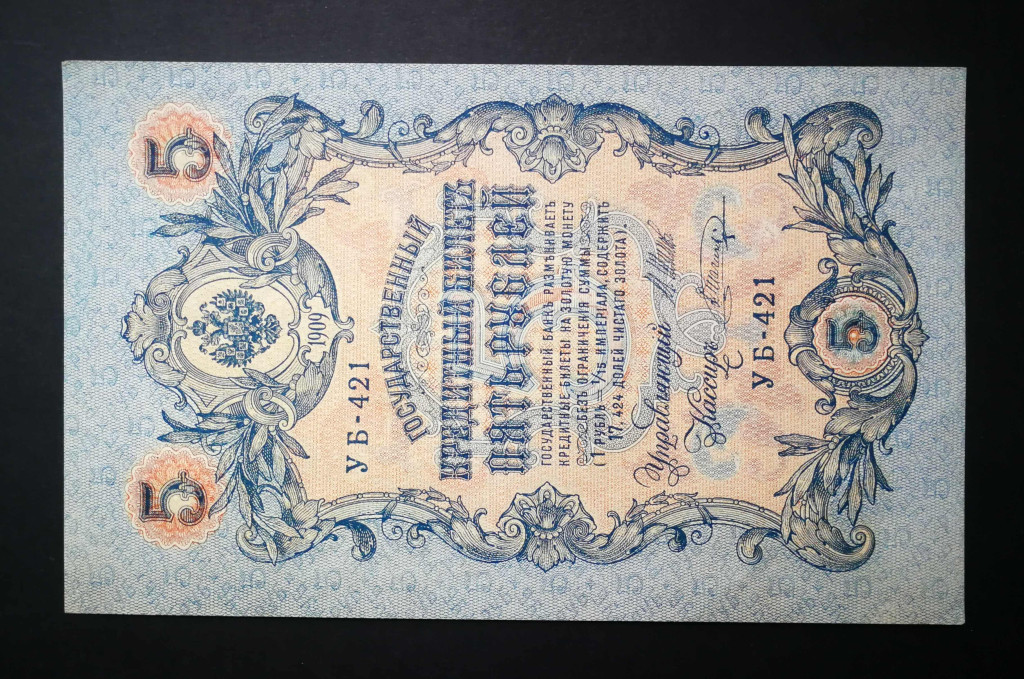 5 5
1909
УБ-421
ГОСУДАРСТВЕННЫЙ
КРЕДИТНЫЙ БИЛЕТЪ
ПЯТЬ РУБЛЕЙ
ГОСУДАРСТВЕННЫЙ БАНКЪ РАЗМѢНИВАЕТЪ
КРЕДИТНЫЕ БИЛЕТЫ НА ЗОЛОТУЮ МОНЕТУ
БЕЗЪ ОГРАНИЧЕНІЯ СУММЫ
(1 РУБЛЬ = 1/15 ИМПЕРІАЛА, СОДЕРЖИТЪ
17,424 ДОЛЕЙ ЧИСТАГО ЗОЛОТА).
Управляющій
Кассиръ
УБ-421
5